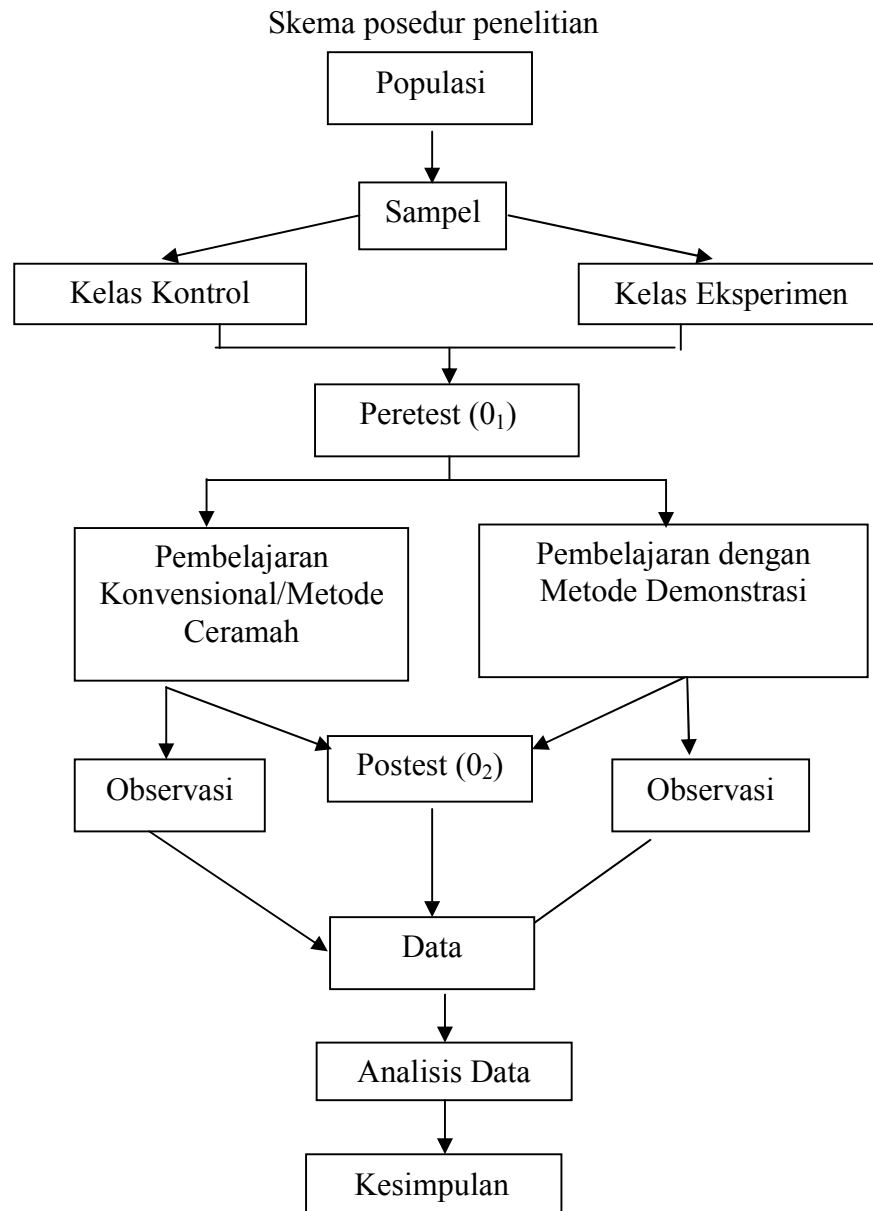 Skema posedur penelitian
Populasi
Sampel
Kelas Kontrol
Kelas Eksperimen
Peretest (0₁)
Pembelajaran
Konvensional/Metode
Ceramah
Pembelajaran dengan
Metode Demonstrasi
Observasi
Postest (0₂)
Observasi
Data
Analisis Data
Kesimpulan